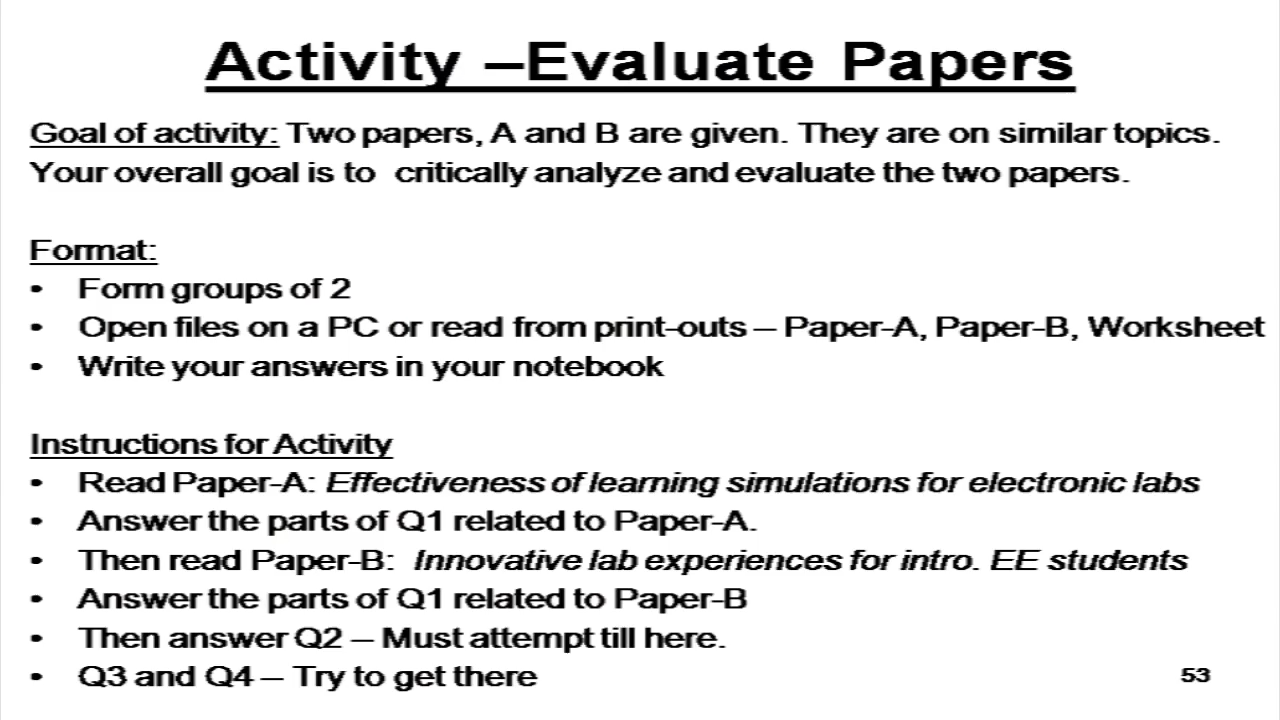 Activity –Evaluate Papers
Goal of activity: Two papers, A and B are given. They are on similar topics.
Your overall goal is to critically analyze and evaluate the two papers.
Format:
• Form groups of 2
• Open files on a PC or read from print-outs – Paper-A, Paper-B, Worksheet
• Write your answers in your notebook
Instructions for Activity
• Read Paper-A: Effectiveness of learning simulations for electronic labs
• Answer the parts of Q1 related to Paper-A.
• Then read Paper-B: Innovative lab experiences for intro. EE students
• Answer the parts of Q1 related to Paper-B
• Then answer Q2 – Must attempt till here.
• Q3 and Q4 – Try to get there
53